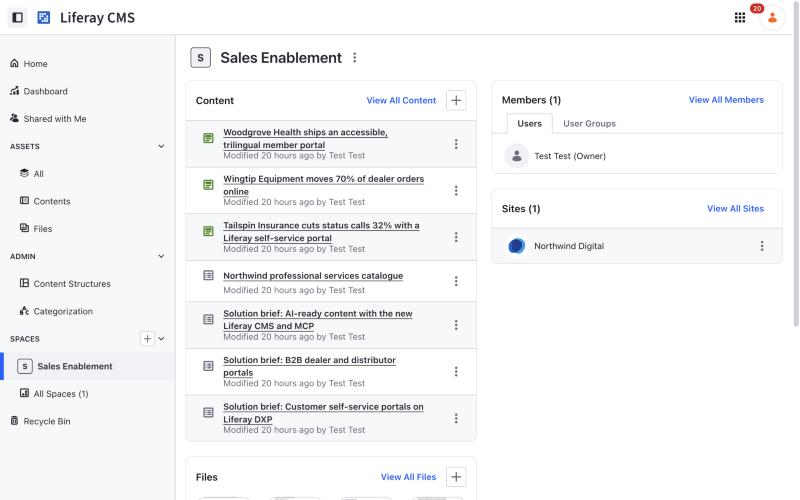 Liferay CMS
20
Home
Dashboard
Shared with Me
ASSETS
All
Contents
Files
ADMIN
Content Structures
Categorization
SPACES
S Sales Enablement
All Spaces (1)
Recycle Bin
S Sales Enablement
Content
View All Content
Woodgrove Health ships an accessible,
trilingual member portal
Modified 20 hours ago by Test Test
Wingtip Equipment moves 70% of dealer orders
online
Modified 20 hours ago by Test Test
Tailspin Insurance cuts status calls 32% with a
Liferay self-service portal
Modified 20 hours ago by Test Test
Northwind professional services catalogue
Modified 20 hours ago by Test Test
Solution brief: AI-ready content with the new
Liferay CMS and MCP
Modified 20 hours ago by Test Test
Solution brief: B2B dealer and distributor
portals
Modified 20 hours ago by Test Test
Solution brief: Customer self-service portals on
Liferay DXP
Modified 20 hours ago by Test Test
Files
View All Files
Members (1)
View All Members
Users
User Groups
Test Test (Owner)
Sites (1)
View All Sites
Northwind Digital